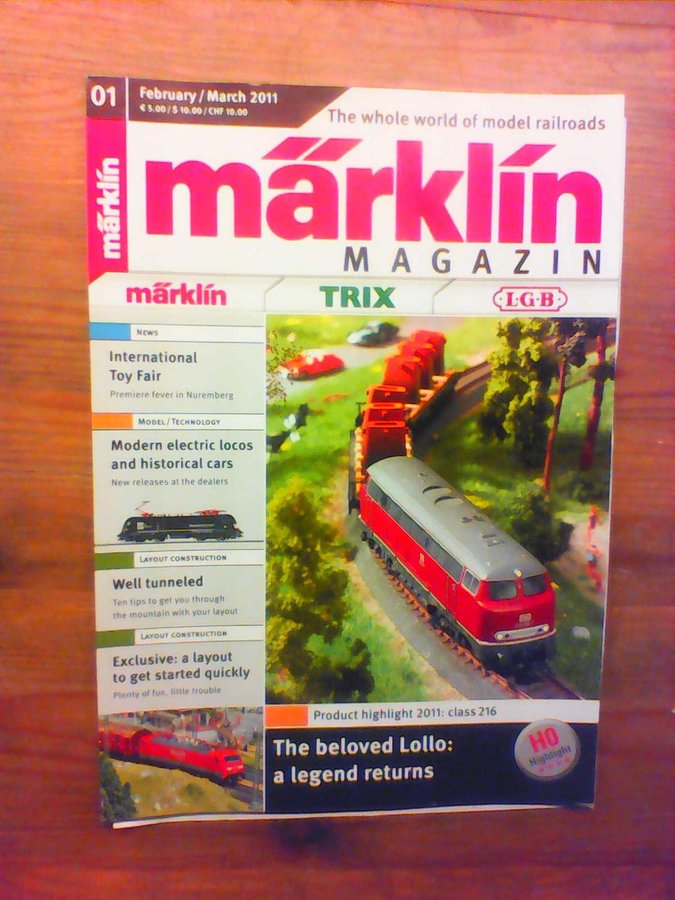 01
February / March 2011
€ 5.00 / $ 10.00 / CHF 10.00
The whole world of model railroads
märklín
märklín
MAGAZIN
märklín
TRIX
L·G·B
News
International
Toy Fair
Premiere fever in Nuremberg
Model / Technology
Modern electric locos
and historical cars
New releases at the dealers
Layout construction
Well tunneled
Ten tips to get you through
the mountain with your layout
Layout construction
Exclusive: a layout
to get started quickly
Plenty of fun, little trouble
Product highlight 2011: class 216
The beloved Lollo:
a legend returns
H0
Highlight